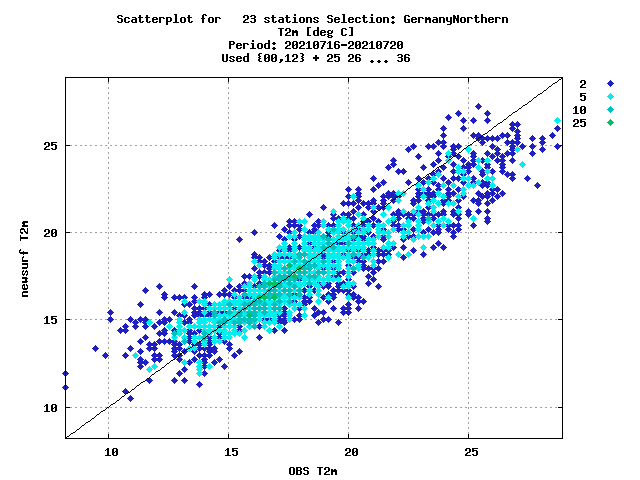 Scatterplot for   23 stations Selection: GermanyNorthern
T2m [deg C]
Period: 20210716-20210720
Used {00,12} + 25 26 ... 36
2
5
10
25
newsurf T2m
25
20
15
10
10 15 20 25
OBS T2m